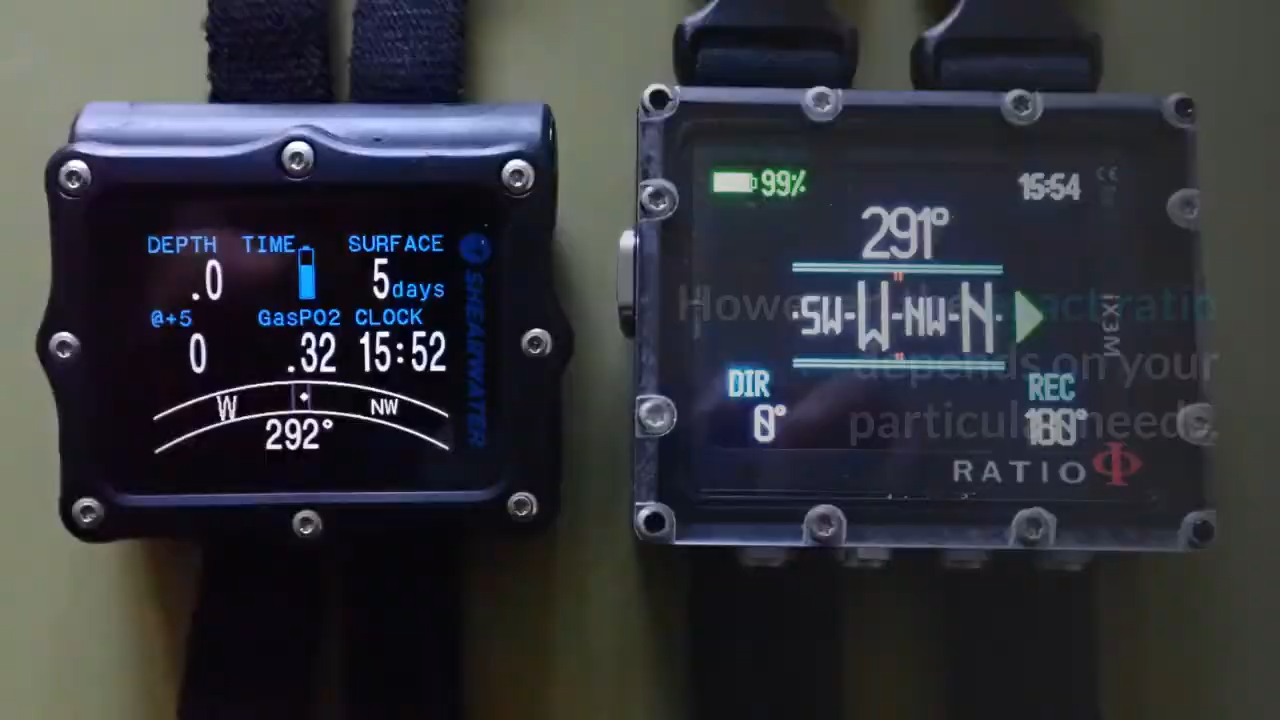 DEPTH TIME SURFACE
.0 5days
@+5 GasPO2 CLOCK
0 .32 15:52
W NW
292°
SHEARWATER
99% 15:54
CE
291°
·SW-W-NW-N·
DIR REC
0° 180°
iX3M
RATIO
However, the exact ratio
depends on your
particular needs.